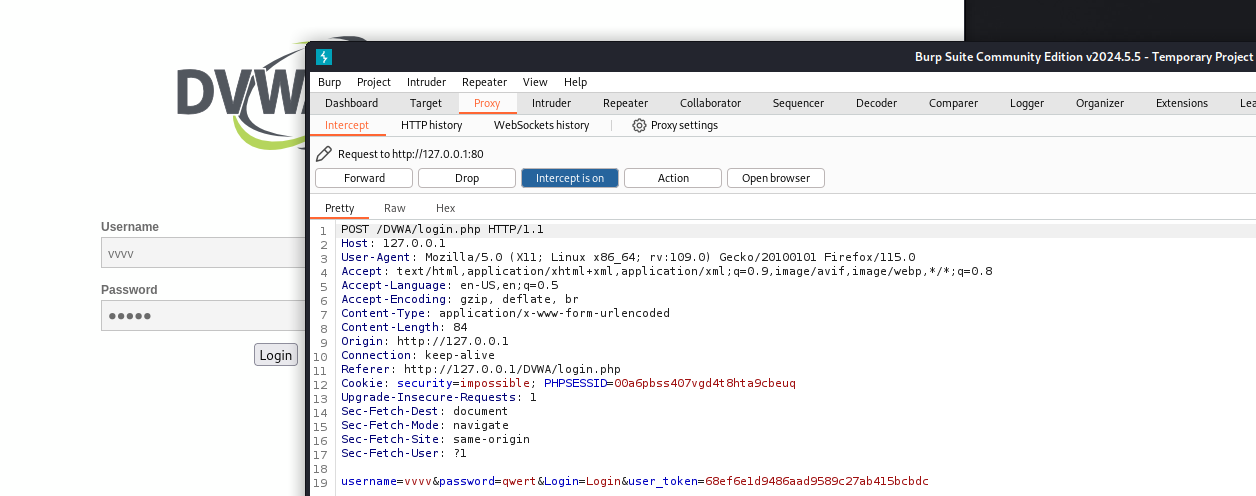 DVWA
Username
vvvv
Password
●●●●●
Login
Burp Suite Community Edition v2024.5.5 - Temporary Project
Burp Project Intruder Repeater View Help
Dashboard Target Proxy Intruder Repeater Collaborator Sequencer Decoder Comparer Logger Organizer Extensions Lea
Intercept HTTP history WebSockets history Proxy settings
Request to http://127.0.0.1:80
Forward Drop Intercept is on Action Open browser
Pretty Raw Hex
1 POST /DVWA/login.php HTTP/1.1
2 Host: 127.0.0.1
3 User-Agent: Mozilla/5.0 (X11; Linux x86_64; rv:109.0) Gecko/20100101 Firefox/115.0
4 Accept: text/html,application/xhtml+xml,application/xml;q=0.9,image/avif,image/webp,*/*;q=0.8
5 Accept-Language: en-US,en;q=0.5
6 Accept-Encoding: gzip, deflate, br
7 Content-Type: application/x-www-form-urlencoded
8 Content-Length: 84
9 Origin: http://127.0.0.1
10 Connection: keep-alive
11 Referer: http://127.0.0.1/DVWA/login.php
12 Cookie: security=impossible; PHPSESSID=00a6pbss407vgd4t8hta9cbeuq
13 Upgrade-Insecure-Requests: 1
14 Sec-Fetch-Dest: document
15 Sec-Fetch-Mode: navigate
16 Sec-Fetch-Site: same-origin
17 Sec-Fetch-User: ?1
18
19 username=vvvv&password=qwert&Login=Login&user_token=68ef6e1d9486aad9589c27ab415bcbdc